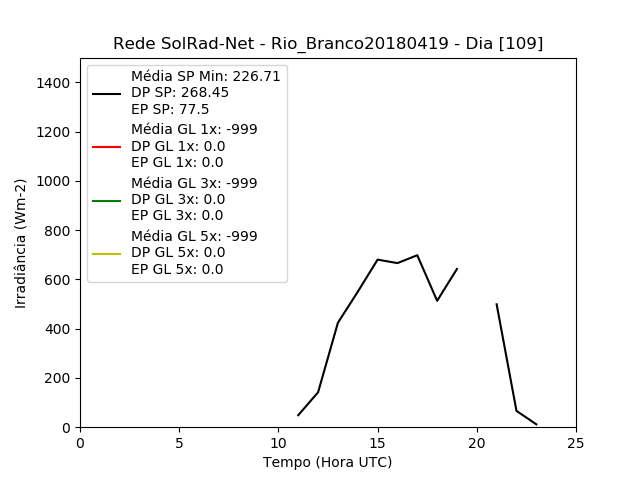 Rede SolRad-Net - Rio_Branco20180419 - Dia [109]
Média SP Min: 226.71
DP SP: 268.45
EP SP: 77.5
Média GL 1x: -999
DP GL 1x: 0.0
EP GL 1x: 0.0
Média GL 3x: -999
DP GL 3x: 0.0
EP GL 3x: 0.0
Média GL 5x: -999
DP GL 5x: 0.0
EP GL 5x: 0.0
Irradiância (Wm-2)
1400
1200
1000
800
600
400
200
0
0 5 10 15 20 25
Tempo (Hora UTC)